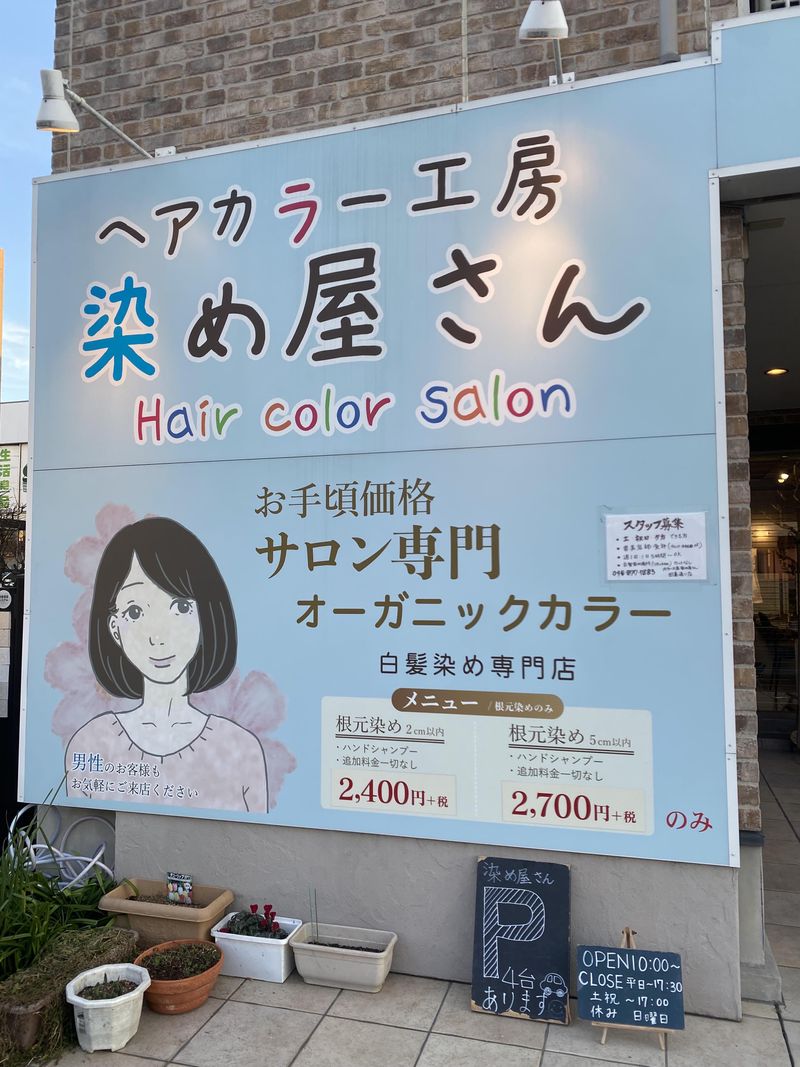 ヘアカラー工房
染め屋さん
Hair color salon
お手頃価格
サロン専門
オーガニックカラー
白髪染め専門店
スタッフ募集
メニュー / 根元染めのみ
根元染め 2cm以内
・ハンドシャンプー
・追加料金一切なし
2,400円+税
根元染め 5cm以内
・ハンドシャンプー
・追加料金一切なし
2,700円+税
のみ
男性のお客様も
お気軽にご来店ください
染め屋さん
P
4台
あります
OPEN10:00~
CLOSE 平日~17:30
土祝 ~17:00
休み 日曜日